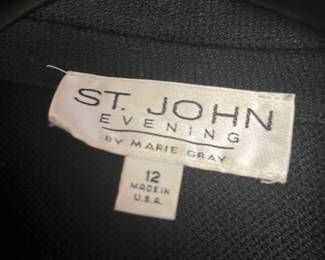 ST. JOHN
EVENING
BY MARIE GRAY
12
MADE IN
U.S.A.